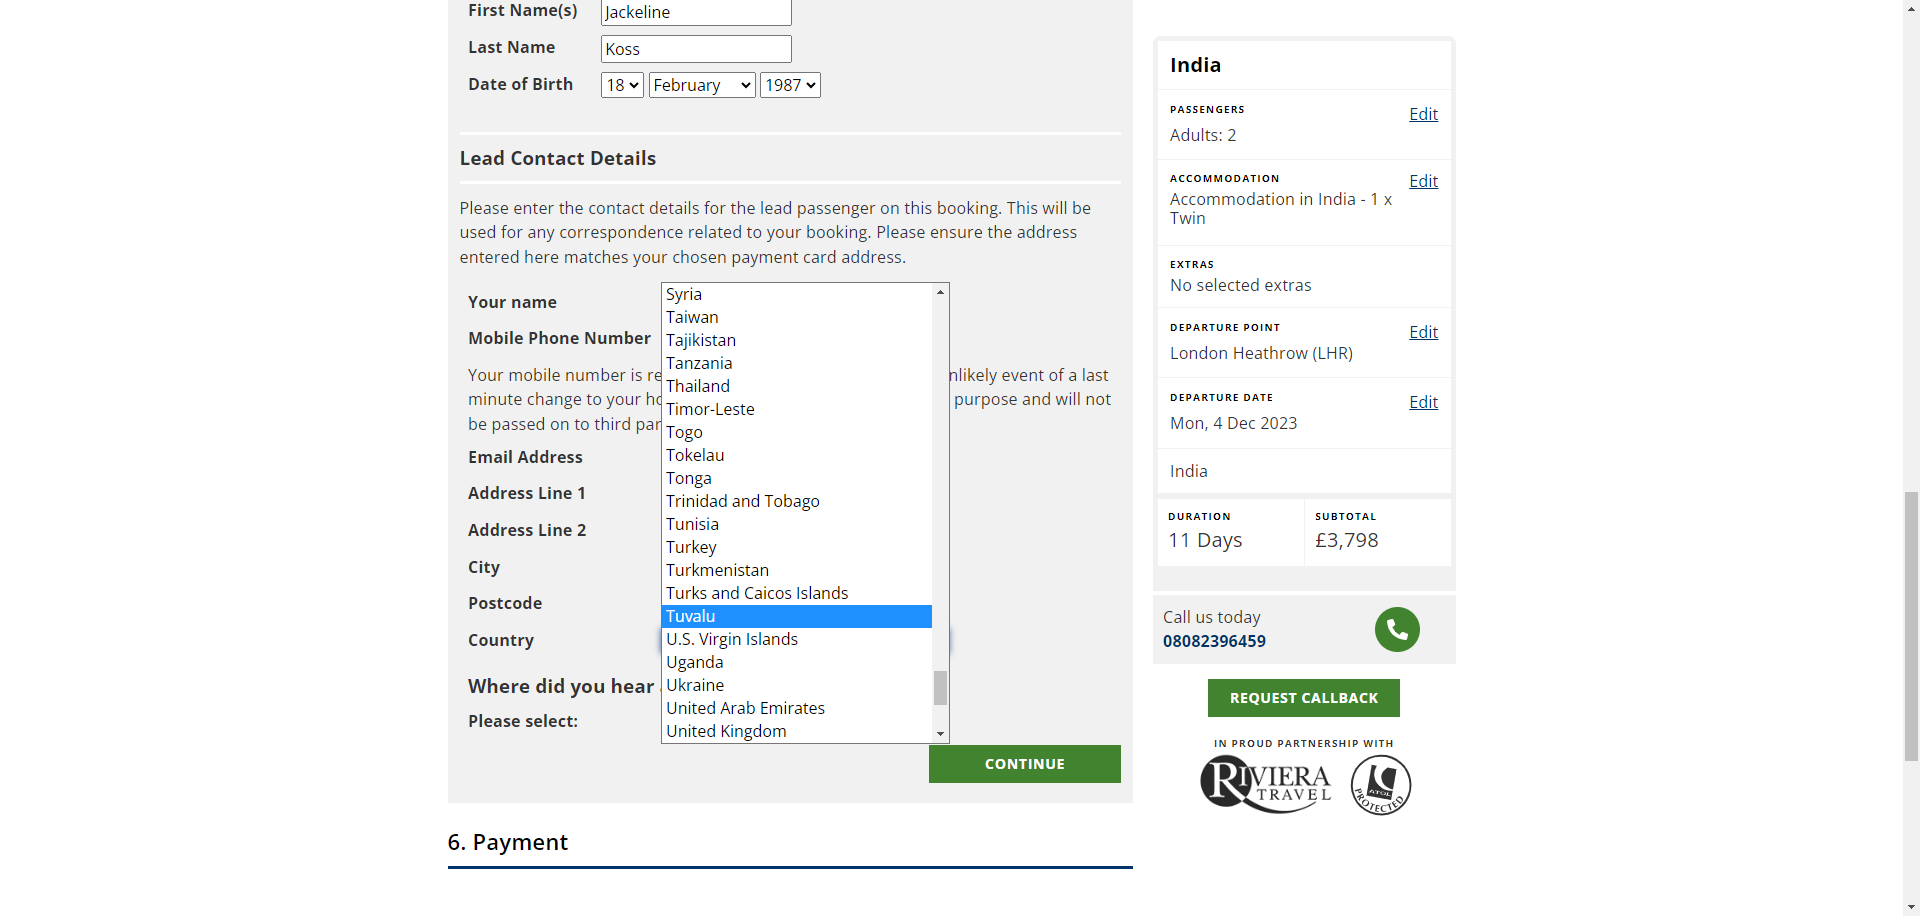 First Name(s)
Jackeline
Last Name
Koss
Date of Birth
18
February
1987
Lead Contact Details
Please enter the contact details for the lead passenger on this booking. This will be
used for any correspondence related to your booking. Please ensure the address
entered here matches your chosen payment card address.
Your name
Mobile Phone Number
Your mobile number is re
nlikely event of a last
minute change to your ho
purpose and will not
be passed on to third par
Email Address
Address Line 1
Address Line 2
City
Postcode
Country
Where did you hear
Please select:
Syria
Taiwan
Tajikistan
Tanzania
Thailand
Timor-Leste
Togo
Tokelau
Tonga
Trinidad and Tobago
Tunisia
Turkey
Turkmenistan
Turks and Caicos Islands
Tuvalu
U.S. Virgin Islands
Uganda
Ukraine
United Arab Emirates
United Kingdom
CONTINUE
6. Payment
India
PASSENGERS
Edit
Adults: 2
ACCOMMODATION
Edit
Accommodation in India - 1 x
Twin
EXTRAS
No selected extras
DEPARTURE POINT
Edit
London Heathrow (LHR)
DEPARTURE DATE
Edit
Mon, 4 Dec 2023
India
DURATION
SUBTOTAL
11 Days
£3,798
Call us today
08082396459
REQUEST CALLBACK
IN PROUD PARTNERSHIP WITH
RIVIERA
TRAVEL
ATOL
PROTECTED